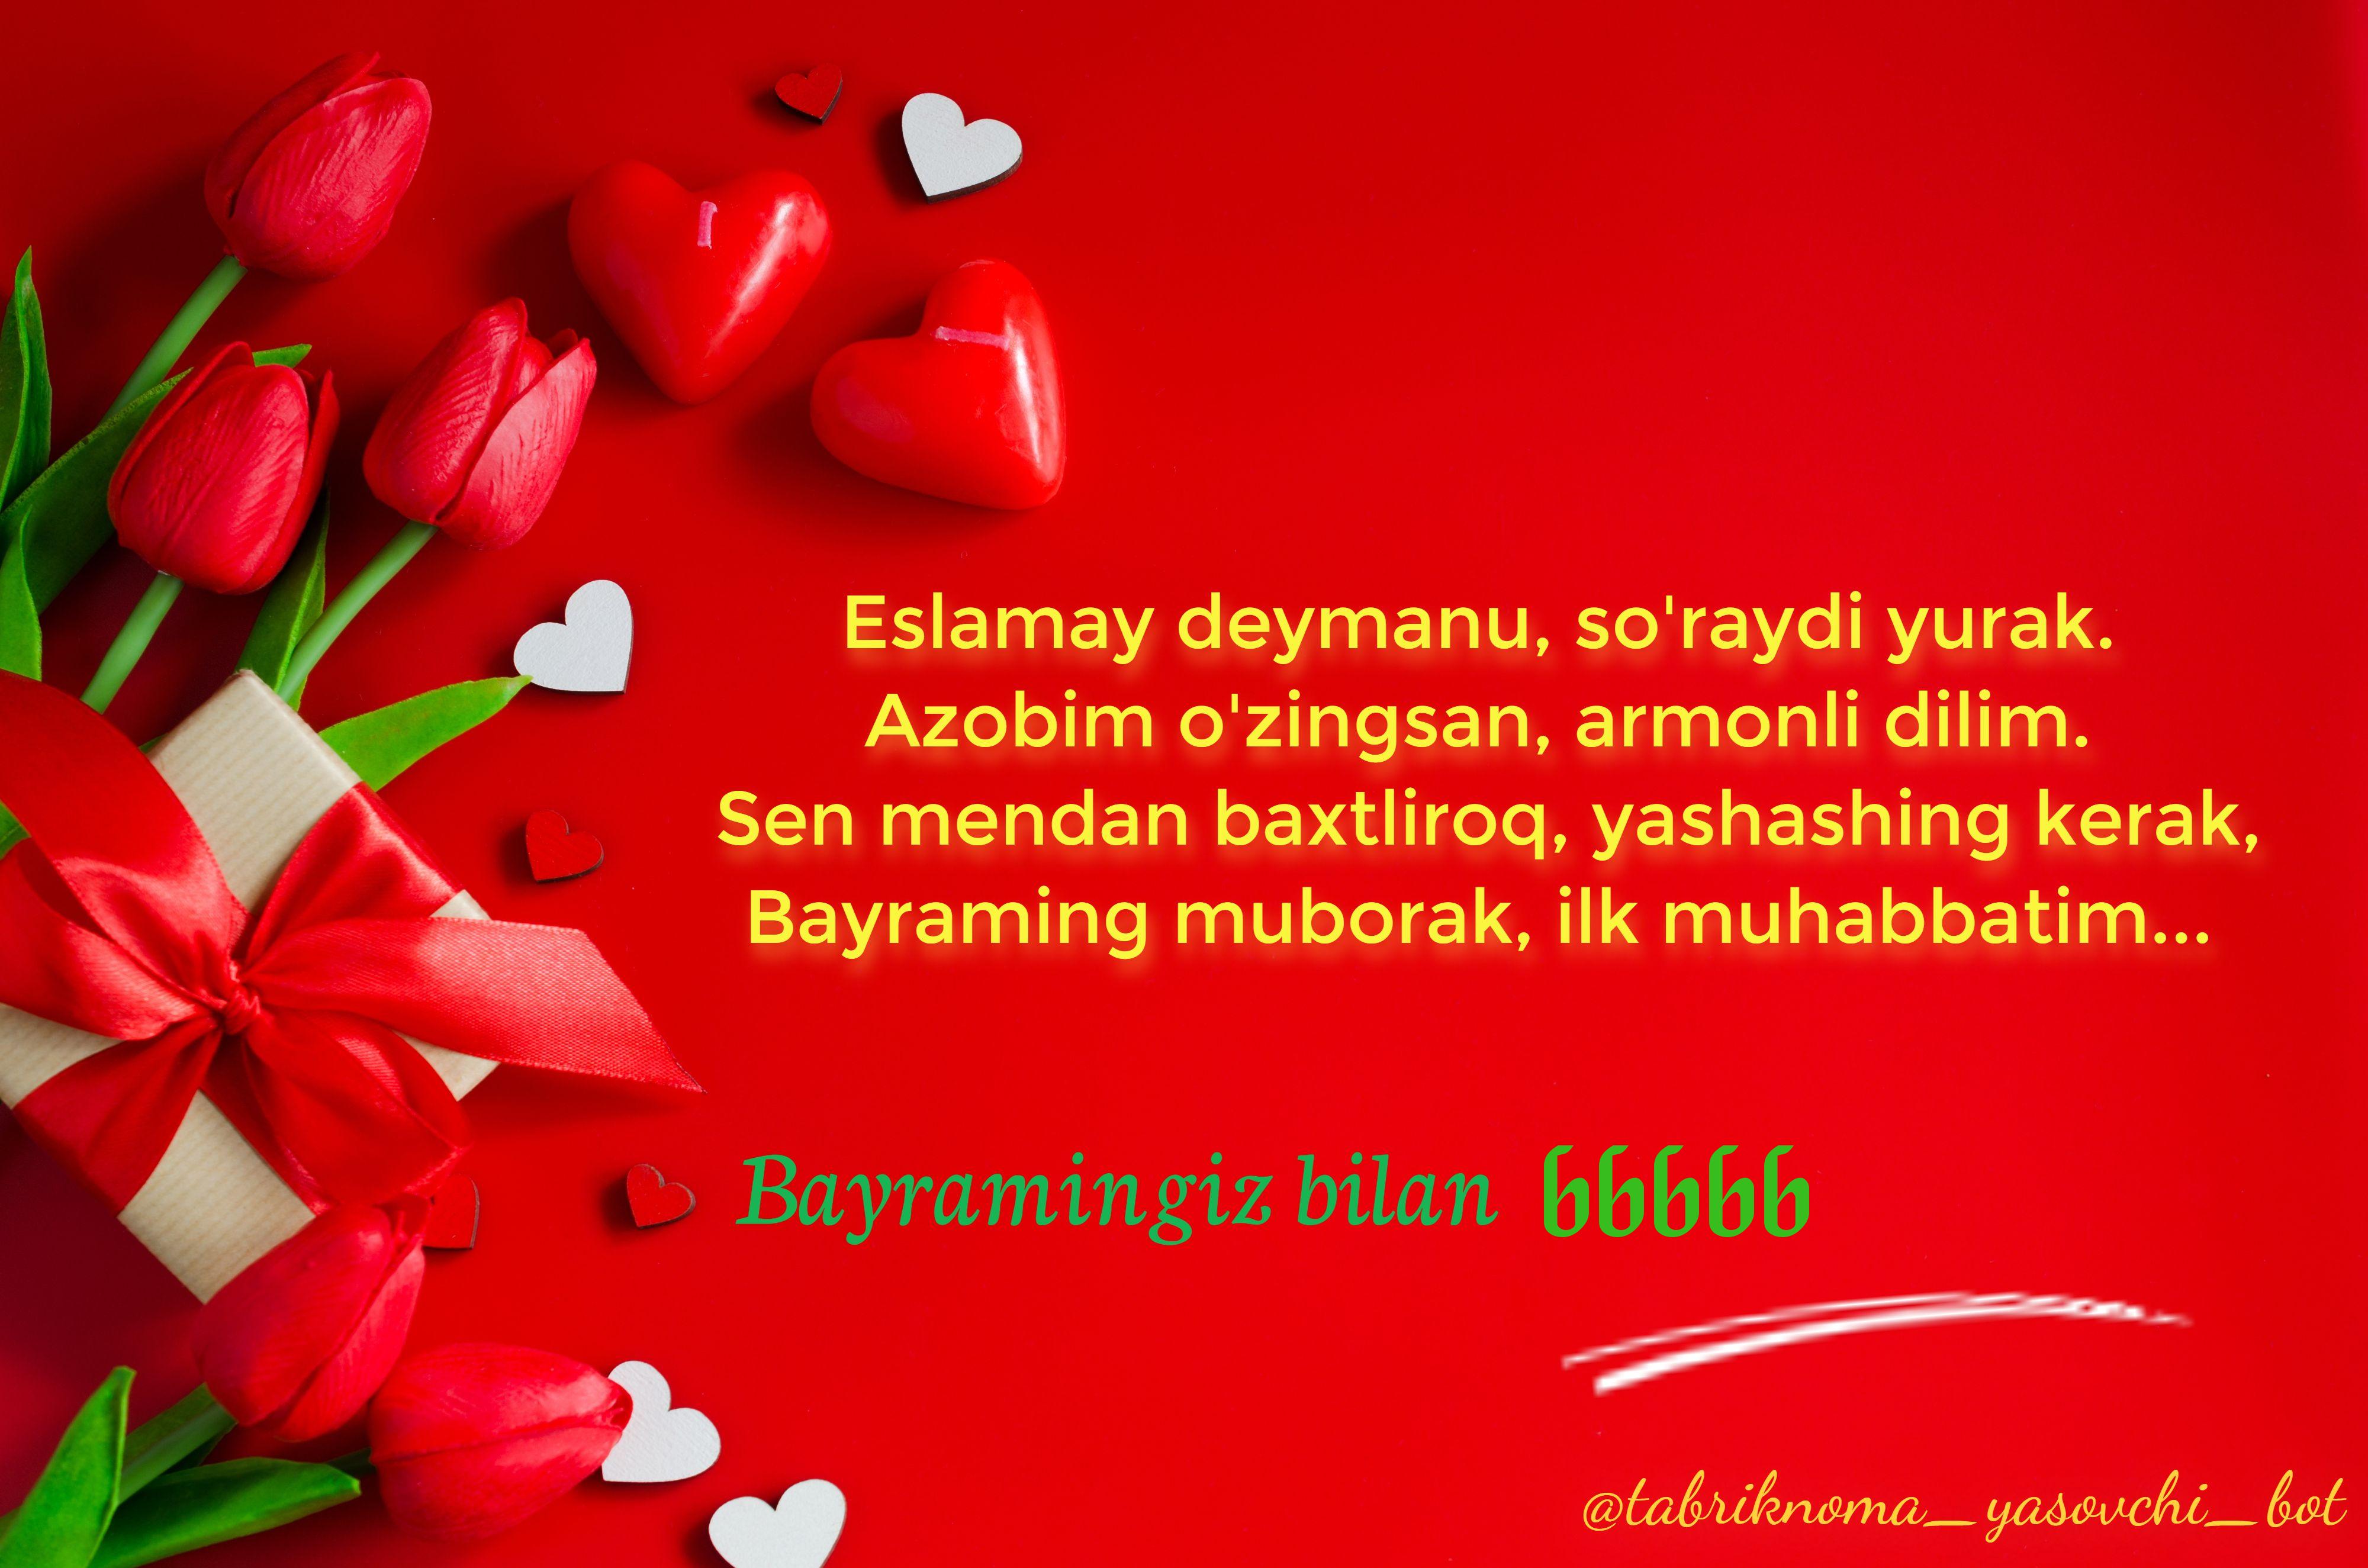 Eslamay deymanu, so'raydi yurak.
Azobim o'zingsan, armonli dilim.
Sen mendan baxtliroq, yashashing kerak,
Bayraming muborak, ilk muhabbatim...
Bayramingiz bilan bbbbb
@tabriknoma_yasovchi_bot